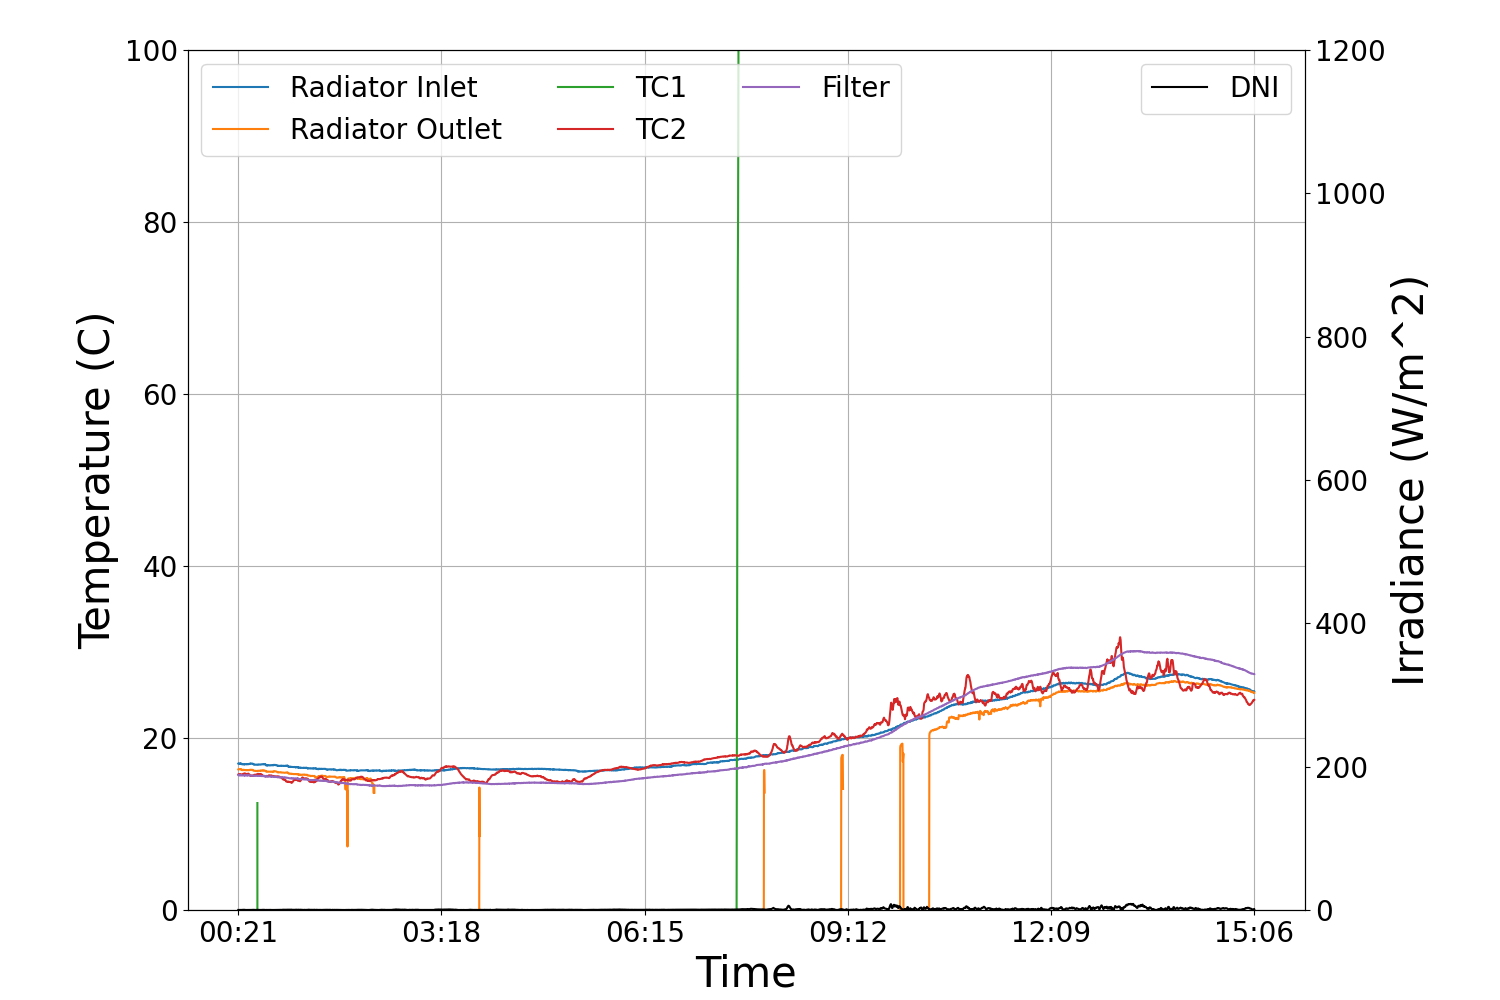 100
80
60
40
20
0
Temperature (C)
Radiator Inlet
Radiator Outlet
TC1
TC2
Filter
DNI
1200
1000
800
600
400
200
0
Irradiance (W/m^2)
00:21 03:18 06:15 09:12 12:09 15:06
Time